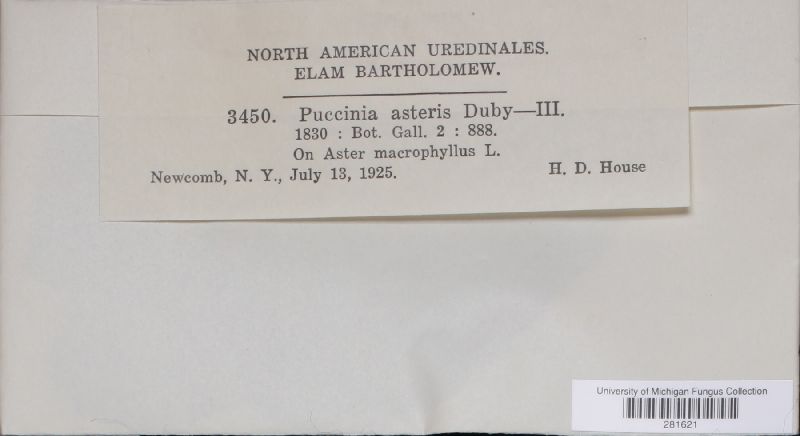 NORTH AMERICAN UREDINALES.
ELAM BARTHOLOMEW.
3450. Puccinia asteris Duby—III.
1830 : Bot. Gall. 2 : 888.
On Aster macrophyllus L.
Newcomb, N. Y., July 13, 1925. H. D. House
University of Michigan Fungus Collection
281621